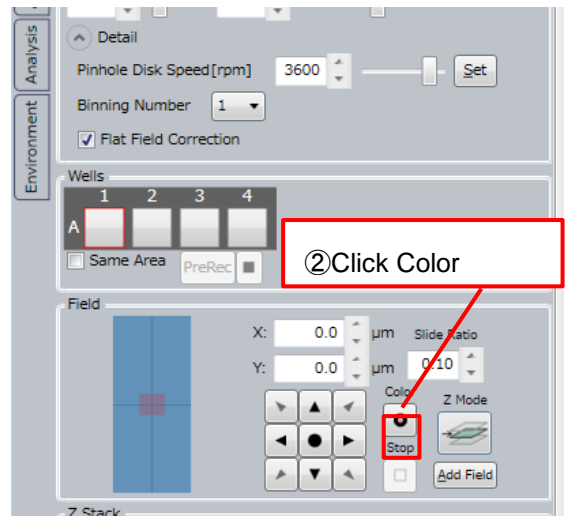 Analysis
Environment
Detail
Pinhole Disk Speed[rpm] 3600 Set
Binning Number 1
Flat Field Correction
Wells
1 2 3 4
A
Same Area PreRec
②Click Color
Field
X: 0.0 µm Slide Ratio
Y: 0.0 µm 0.10
Colo Z Mode
Stop
Add Field
Z Stack